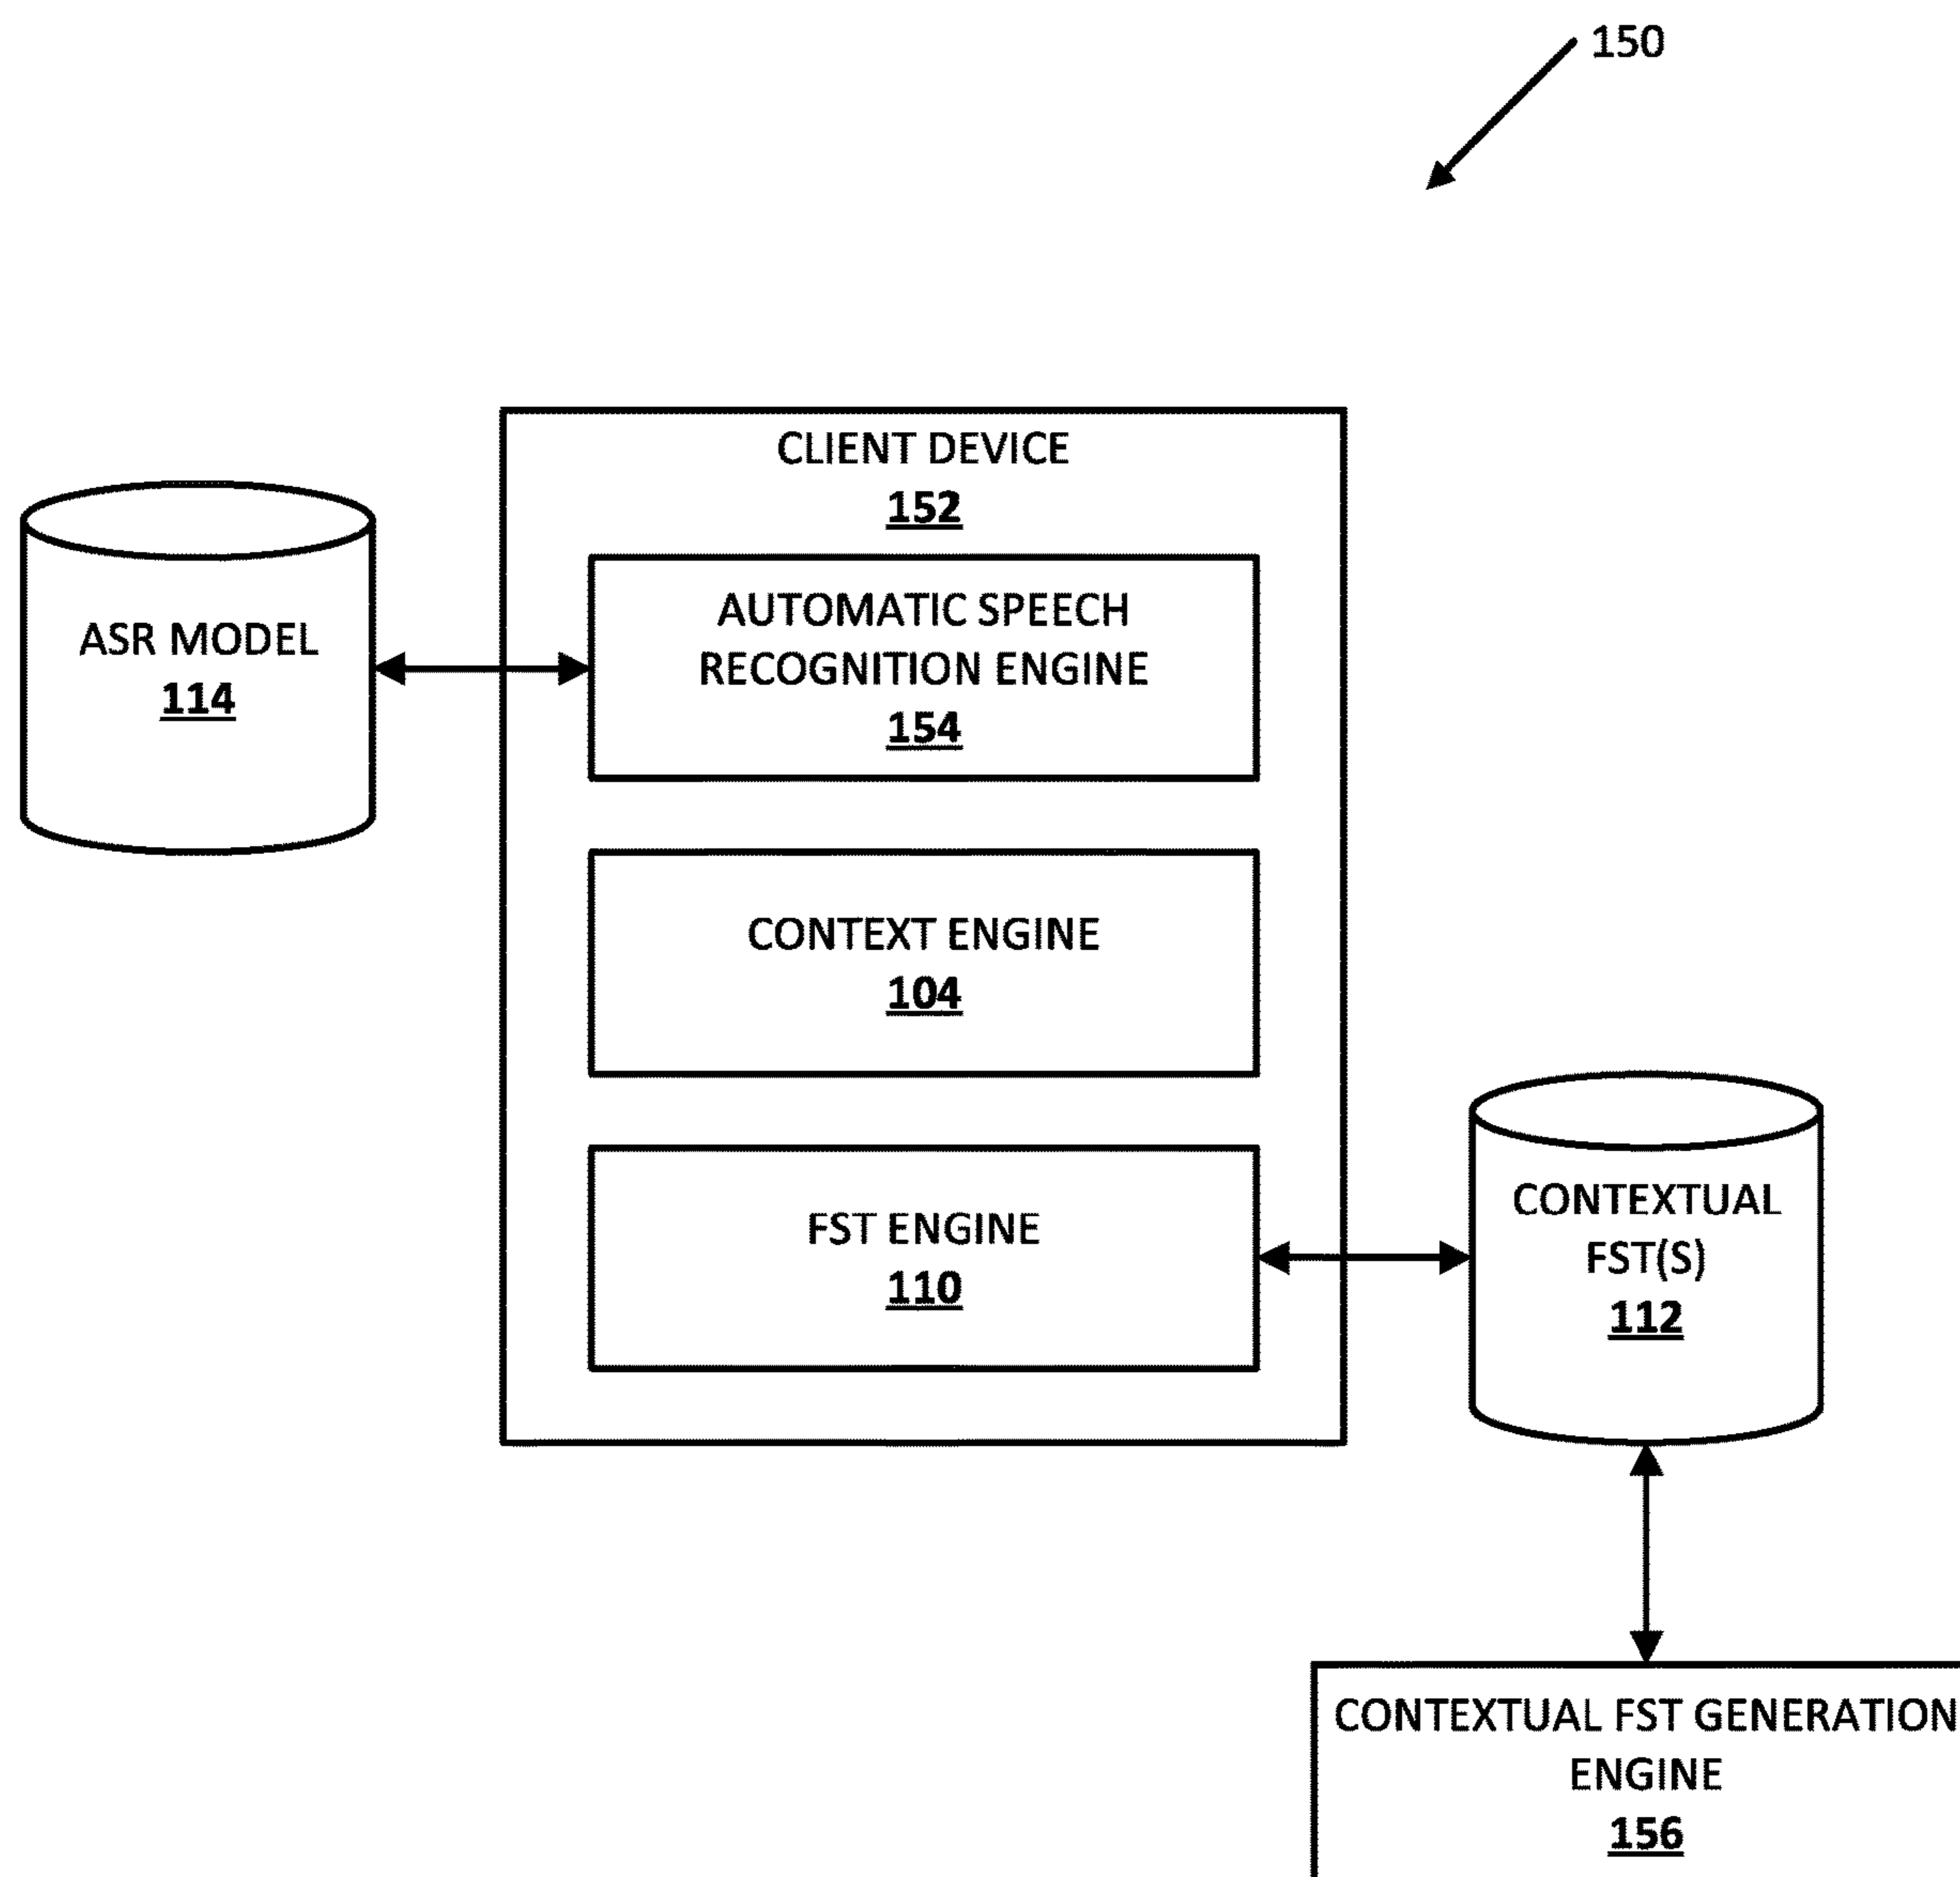 150
CLIENT DEVICE
152
ASR MODEL
114
AUTOMATIC SPEECH
RECOGNITION ENGINE
154
CONTEXT ENGINE
104
FST ENGINE
110
CONTEXTUAL
FST(S)
112
CONTEXTUAL FST GENERATION
ENGINE
156